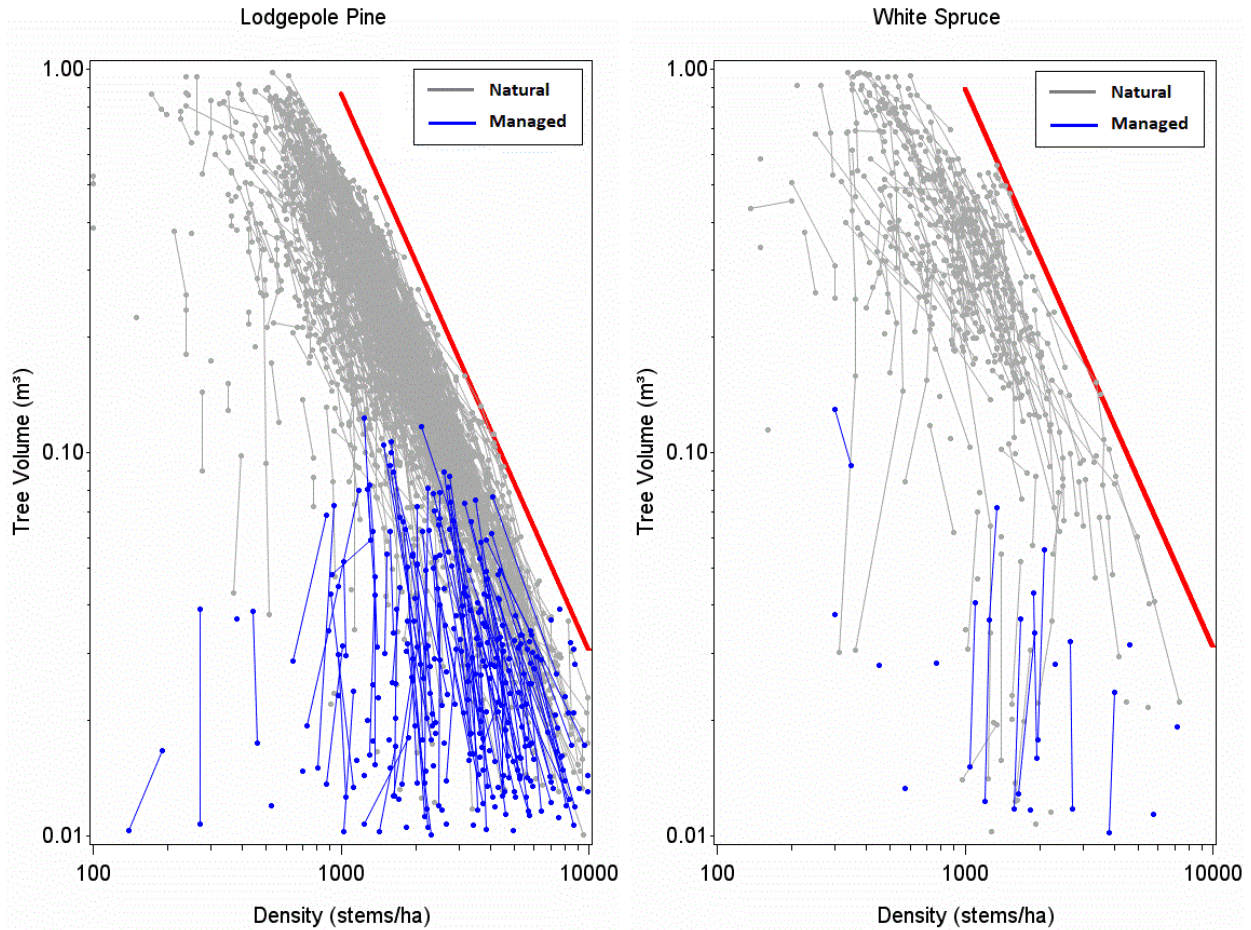 Lodgepole Pine
1.00
0.10
0.01
100
1000
10000
Tree Volume (m³)
Density (stems/ha)
Natural
Managed
White Spruce
1.00
0.10
0.01
100
1000
10000
Tree Volume (m³)
Density (stems/ha)
Natural
Managed